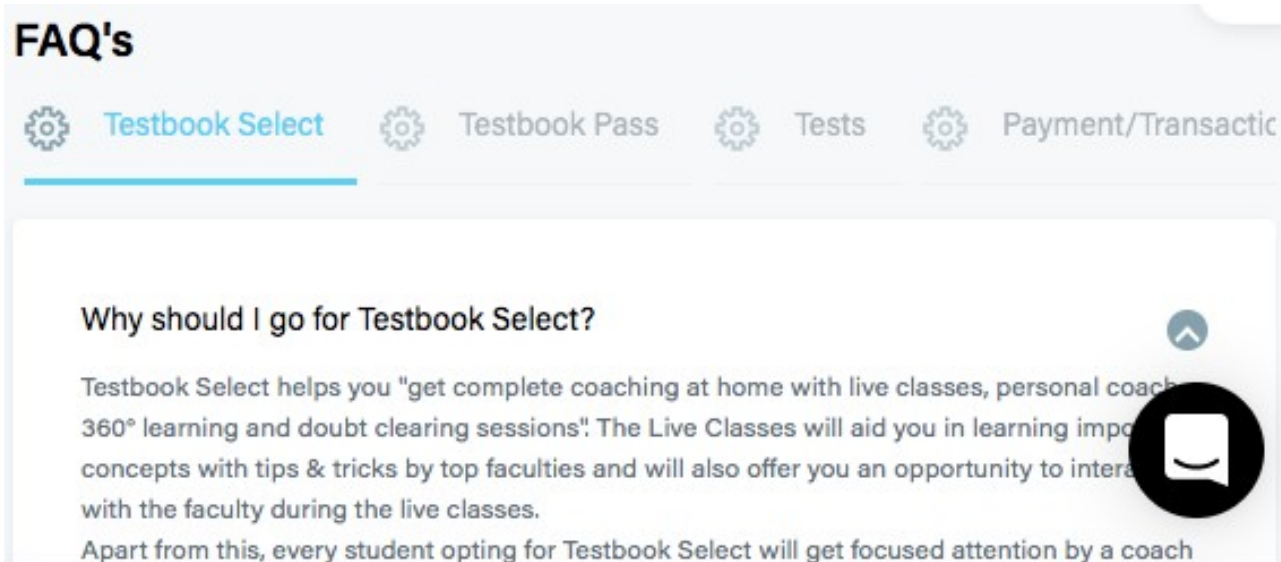 FAQ's
Testbook Select Testbook Pass Tests Payment/Transactic
Why should I go for Testbook Select?
Testbook Select helps you "get complete coaching at home with live classes, personal coach
360° learning and doubt clearing sessions". The Live Classes will aid you in learning
concepts with tips & tricks by top faculties and will also offer you an opportunity to
with the faculty during the live classes.
Apart from this, every student opting for Testbook Select will get focused attention by a coach